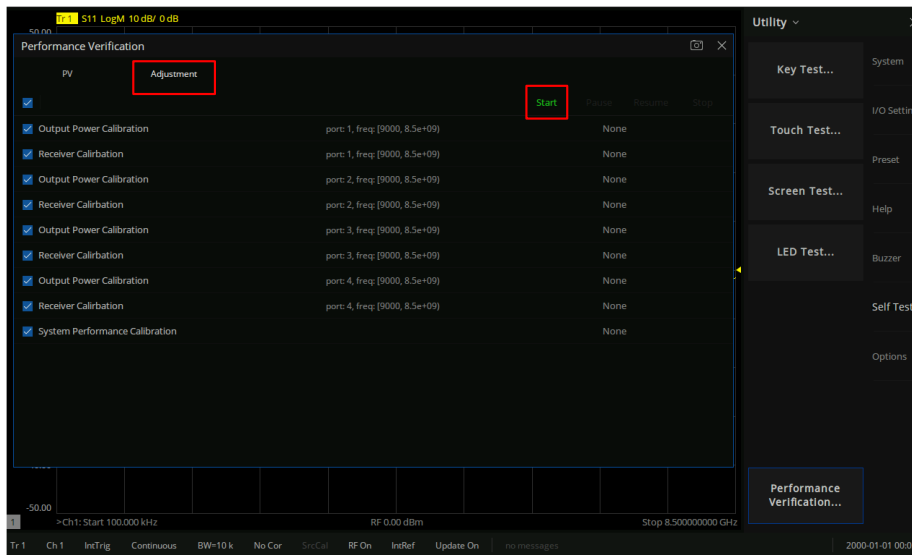 Tr 1 S11 LogM 10 dB/ 0 dB
50.00
Utility
Performance Verification
PV Adjustment
Start Pause Resume Stop
Output Power Calibration port: 1, freq: [9000, 8.5e+09) None
Receiver Calirbation port: 1, freq: [9000, 8.5e+09) None
Output Power Calibration port: 2, freq: [9000, 8.5e+09) None
Receiver Calirbation port: 2, freq: [9000, 8.5e+09) None
Output Power Calibration port: 3, freq: [9000, 8.5e+09) None
Receiver Calirbation port: 3, freq: [9000, 8.5e+09) None
Output Power Calibration port: 4, freq: [9000, 8.5e+09) None
Receiver Calirbation port: 4, freq: [9000, 8.5e+09) None
System Performance Calibration None
-50.00
1 >Ch1: Start 100.000 kHz RF 0.00 dBm Stop 8.500000000 GHz
Key Test...
Touch Test...
Screen Test...
LED Test...
Performance
Verification...
System
I/O Settin
Preset
Help
Buzzer
Self Test
Options
Tr 1 Ch 1 IntTrig Continuous BW=10 k No Cor SrcCal RF On IntRef Update On no messages 2000-01-01 00:0